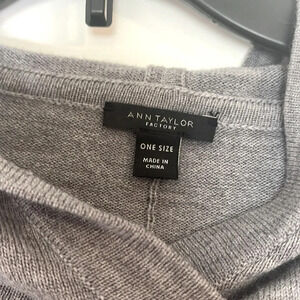 ANN TAYLOR
FACTORY
ONE SIZE
MADE IN
CHINA